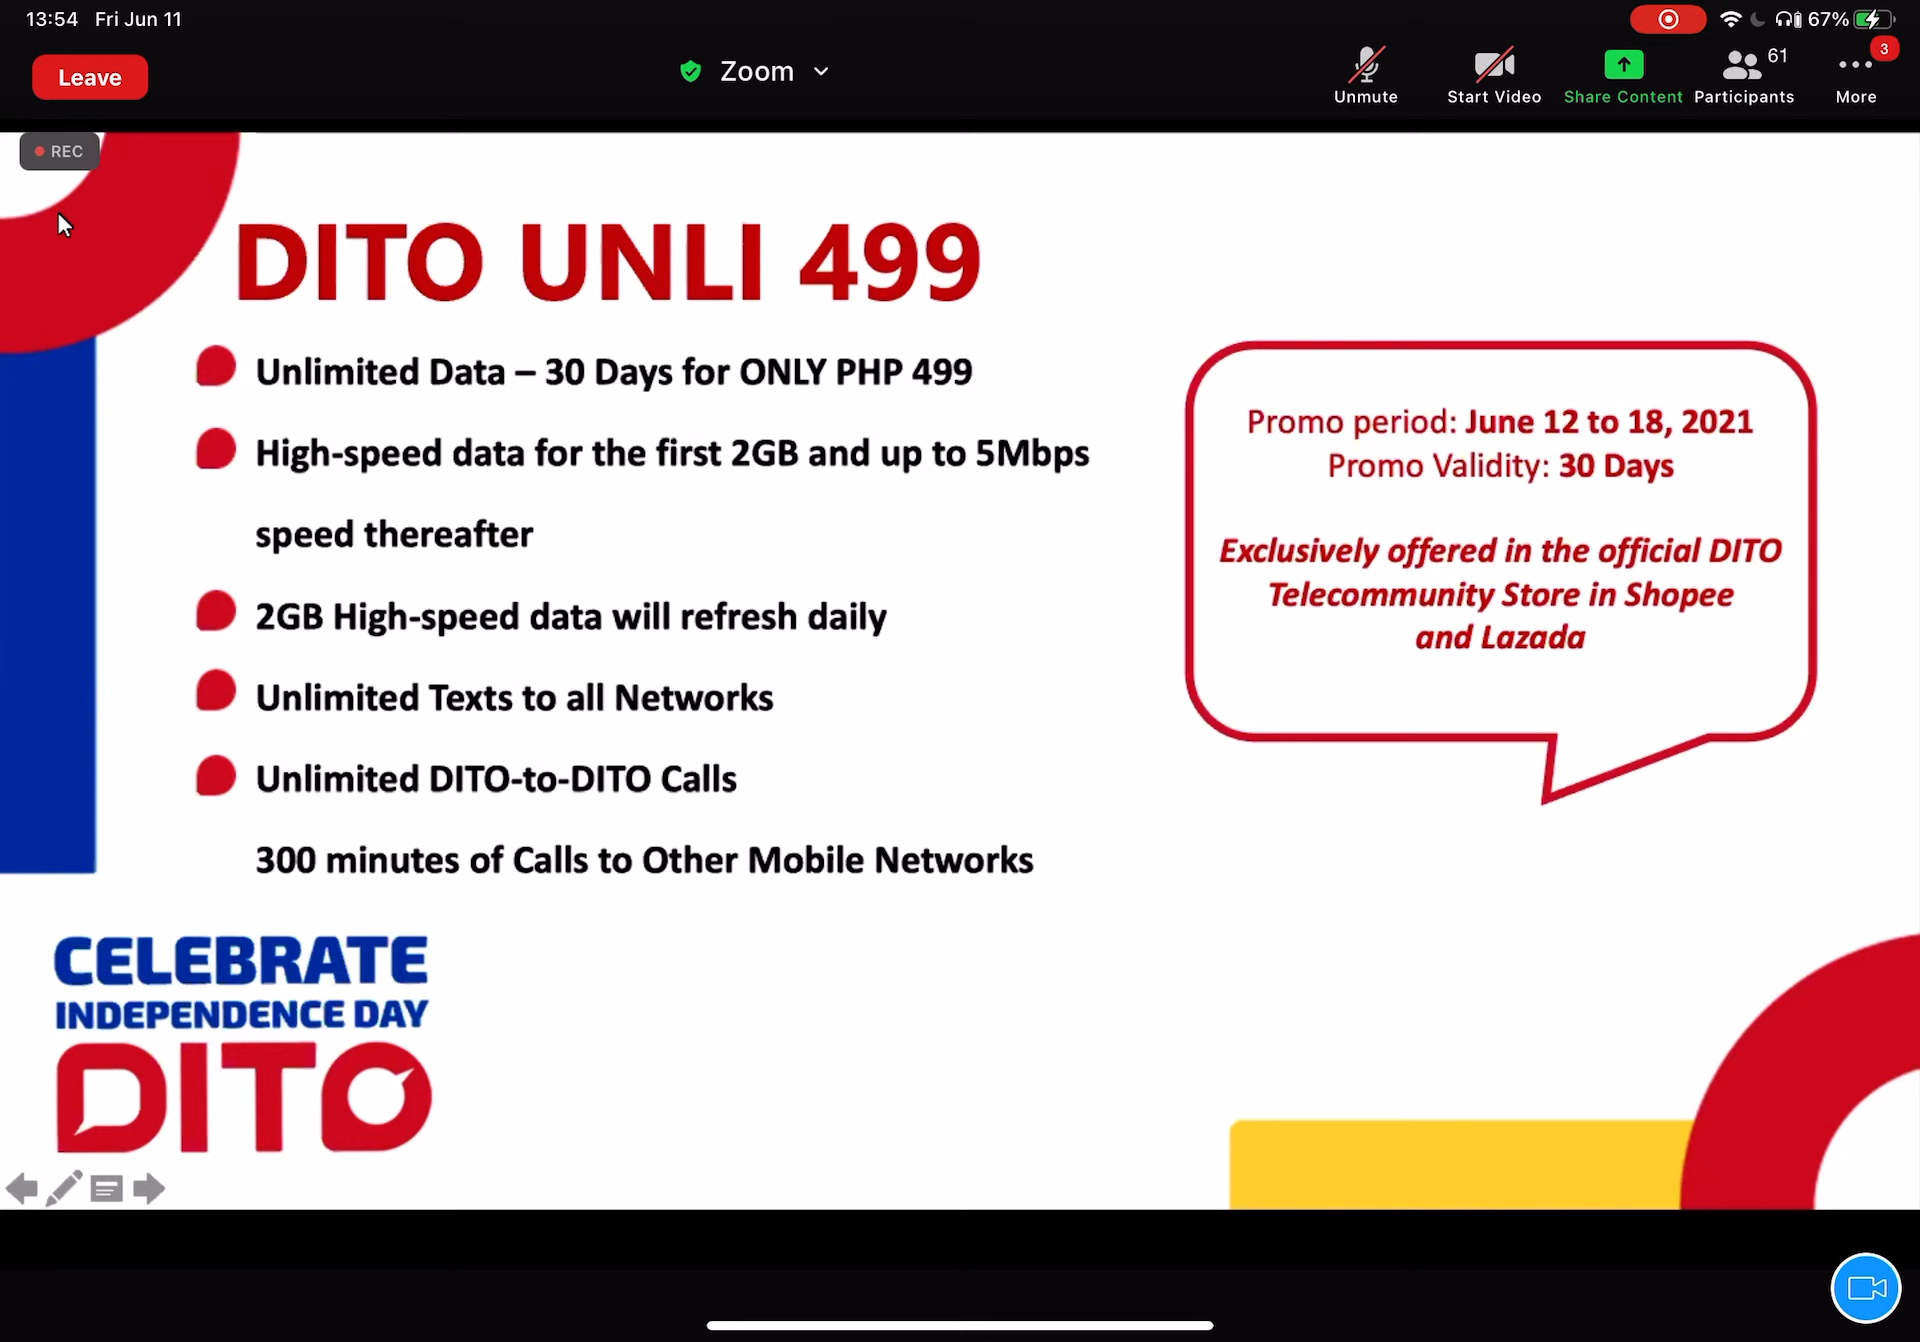 13:54 Fri Jun 11
67%
Leave
Zoom
Unmute
Start Video
Share Content
61
Participants
3
More
REC
DITO UNLI 499
Unlimited Data – 30 Days for ONLY PHP 499
High-speed data for the first 2GB and up to 5Mbps
speed thereafter
2GB High-speed data will refresh daily
Unlimited Texts to all Networks
Unlimited DITO-to-DITO Calls
300 minutes of Calls to Other Mobile Networks
Promo period: June 12 to 18, 2021
Promo Validity: 30 Days
Exclusively offered in the official DITO
Telecommunity Store in Shopee
and Lazada
CELEBRATE
INDEPENDENCE DAY
DITO